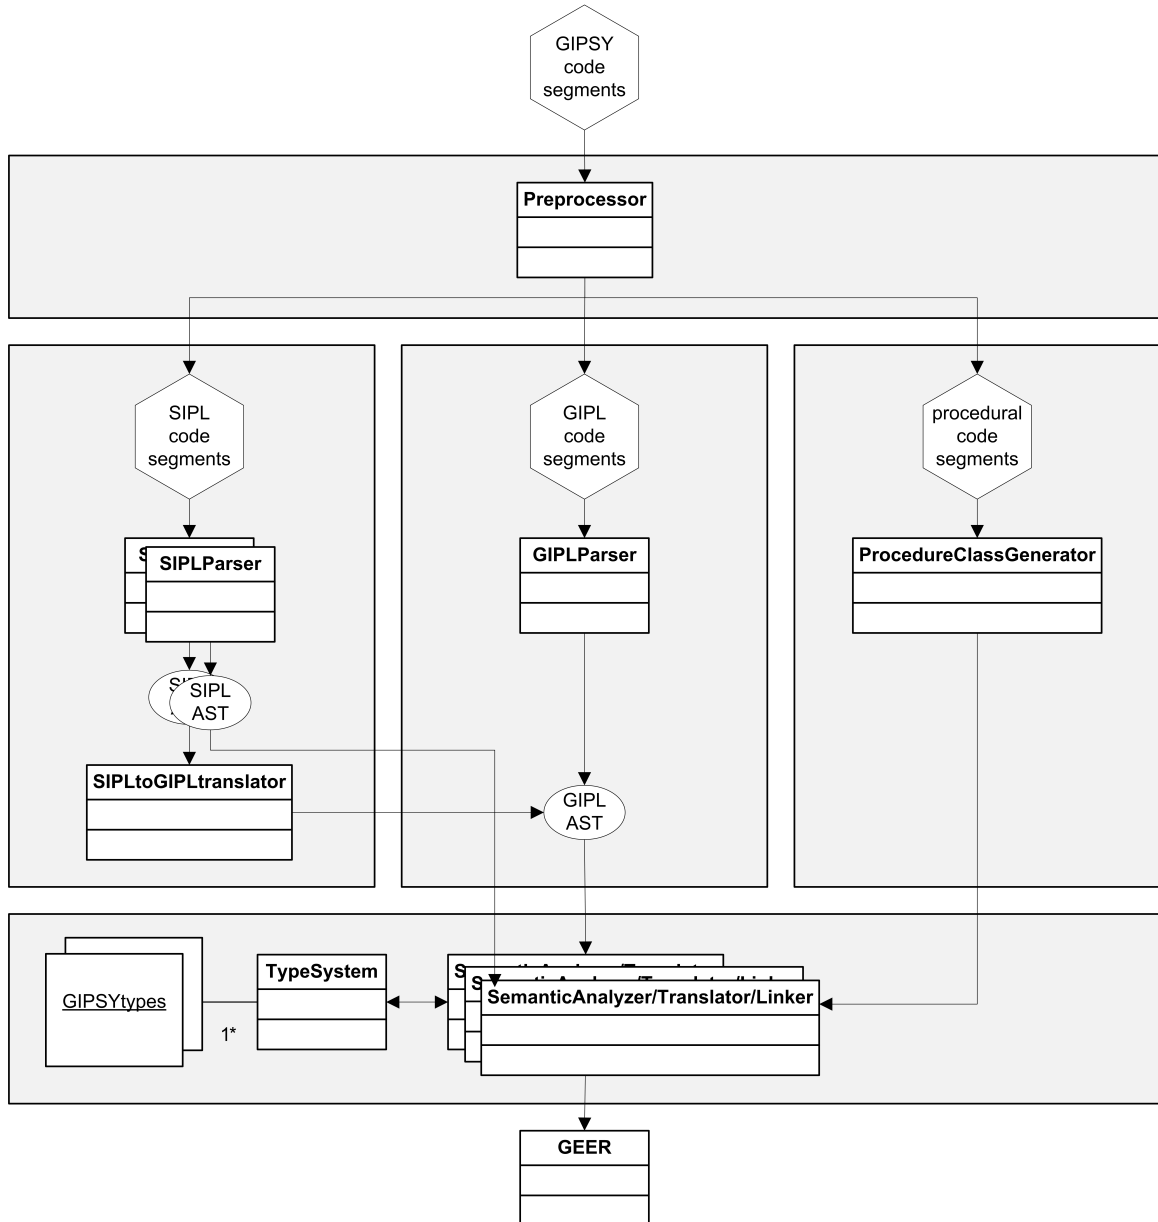 GIPSY
code
segments
Preprocessor
SIPL
code
segments
GIPL
code
segments
procedural
code
segments
SIPLParser
GIPLParser
ProcedureClassGenerator
SIPL
AST
SIPLtoGIPLtranslator
GIPL
AST
GIPSYtypes
1*
TypeSystem
SemanticAnalyzer/Translator/Linker
GEER